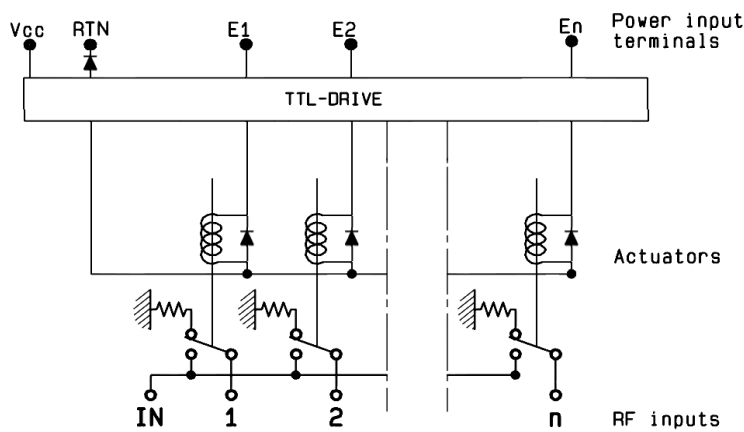 Vcc RTN E1 E2 En Power input
terminals
TTL-DRIVE
Actuators
IN 1 2 n RF inputs